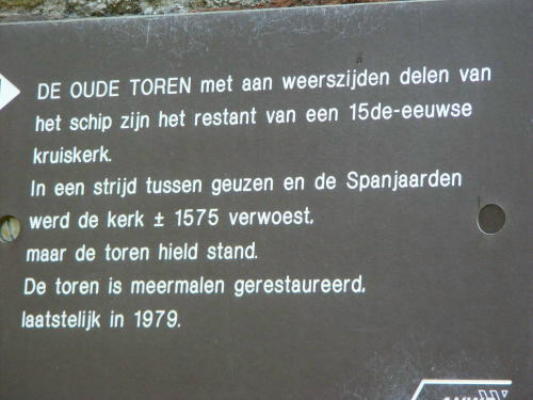 DE OUDE TOREN met aan weerszijden delen van
het schip zijn het restant van een 15de-eeuwse
kruiskerk.
In een strijd tussen geuzen en de Spanjaarden
werd de kerk ± 1575 verwoest,
maar de toren hield stand.
De toren is meermalen gerestaureerd,
laatstelijk in 1979.